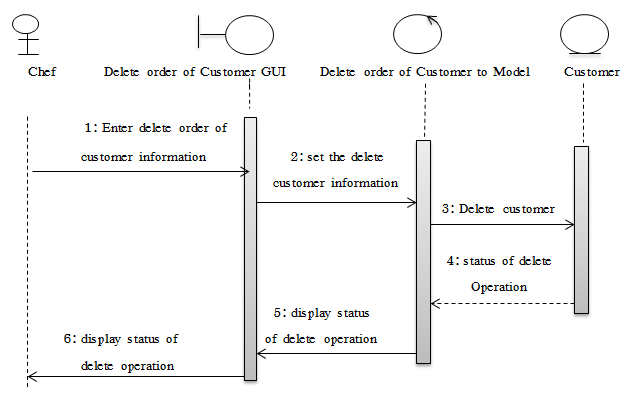 Chef
Delete order of Customer GUI
Delete order of Customer to Model
Customer
1: Enter delete order of
customer information
2: set the delete
customer information
3: Delete customer
4: status of delete
Operation
5: display status
of delete operation
6: display status of
delete operation